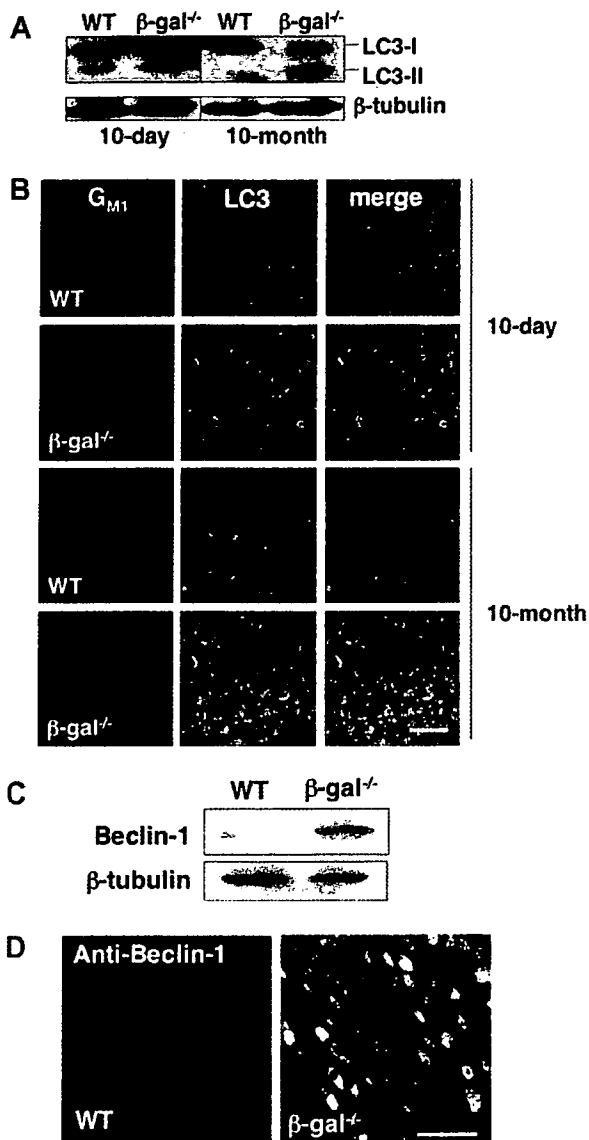 A
WT β-gal-/- WT β-gal-/-
LC3-I
LC3-II
β-tubulin
10-day 10-month
B
GM1 LC3 merge
WT
10-day
β-gal-/-
WT
10-month
β-gal-/-
C
WT β-gal-/-
Beclin-1
β-tubulin
D
Anti-Beclin-1
WT
β-gal-/-